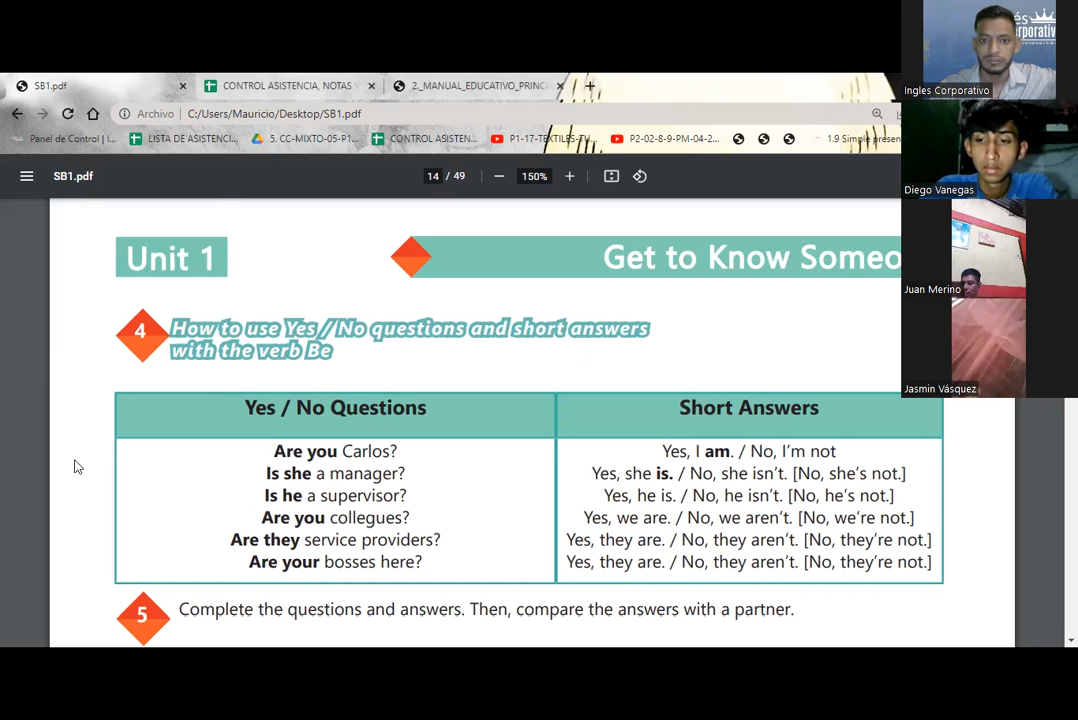 SB1.pdf
CONTROL ASISTENCIA, NOTAS
2._MANUAL_EDUCATIVO_PRINC
Archivo
C:/Users/Mauricio/Desktop/SB1.pdf
Panel de Control | I...
LISTA DE ASISTENCI...
5. CC-MIXTO-05-P1...
CONTROL ASISTEN...
P1-17-TEXTILES-TU...
P2-02-8-9-PM-04-2...
1.9 Simple presen
SB1.pdf
14 / 49
150%
Unit 1
Get to Know Someo
4
How to use Yes / No questions and short answers
with the verb Be
Yes / No Questions
Short Answers
Are you Carlos?
Yes, I am. / No, I'm not
Is she a manager?
Yes, she is. / No, she isn't. [No, she's not.]
Is he a supervisor?
Yes, he is. / No, he isn't. [No, he's not.]
Are you collegues?
Yes, we are. / No, we aren't. [No, we're not.]
Are they service providers?
Yes, they are. / No, they aren't. [No, they're not.]
Are your bosses here?
Yes, they are. / No, they aren't. [No, they're not.]
5
Complete the questions and answers. Then, compare the answers with a partner.
és
Corporativo
Ingles Corporativo
Diego Vanegas
Juan Merino
Jasmin Vásquez